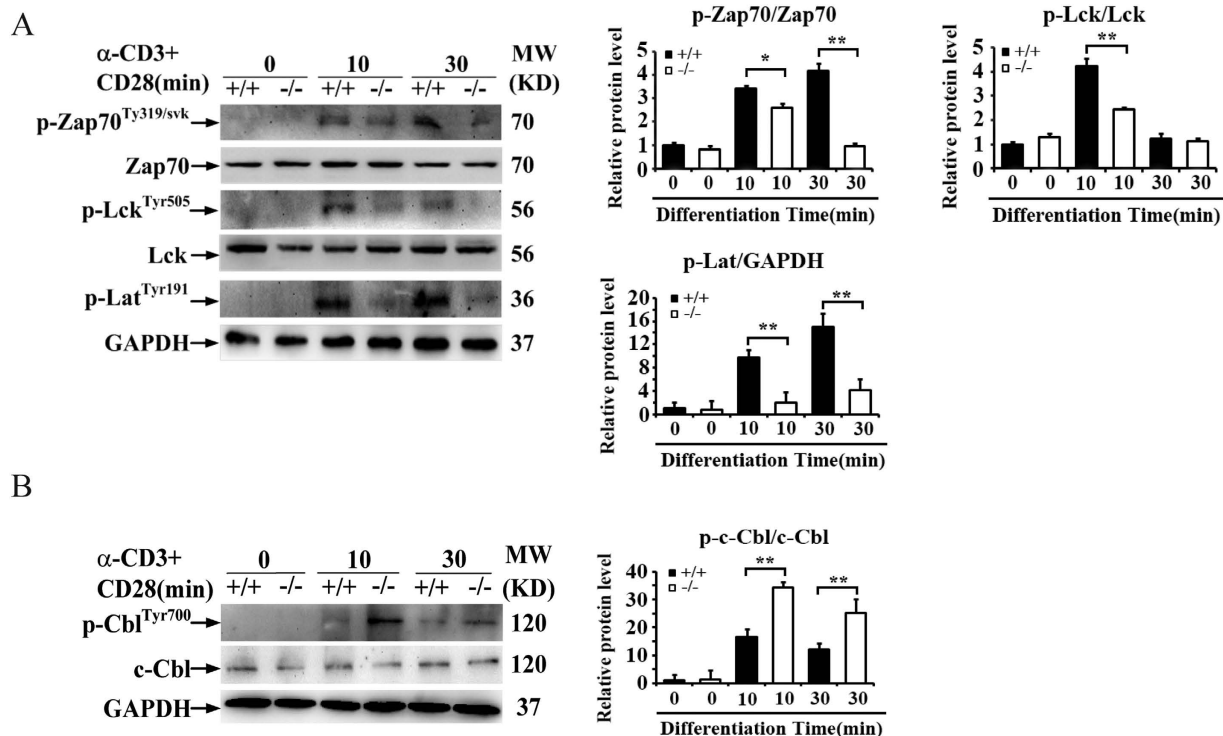 A
α-CD3+ 0 10 30 MW
CD28(min) +/+ -/- +/+ -/- +/+ -/- (KD)
p-Zap70Ty319/svk 70
Zap70 70
p-LckTyr505 56
Lck 56
p-LatTyr191 36
GAPDH 37
p-Zap70/Zap70
+/+
-/-
* **
Relative protein level
5
4
3
2
1
0
0 0 10 10 30 30
Differentiation Time(min)
p-Lck/Lck
+/+
-/-
**
Relative protein level
5
4
3
2
1
0
0 0 10 10 30 30
Differentiation Time(min)
p-Lat/GAPDH
+/+
-/-
** **
Relative protein level
20
16
12
8
4
0
0 0 10 10 30 30
Differentiation Time(min)
B
α-CD3+ 0 10 30 MW
CD28(min) +/+ -/- +/+ -/- +/+ -/- (KD)
p-CblTyr700 120
c-Cbl 120
GAPDH 37
p-c-Cbl/c-Cbl
+/+
-/-
** **
Relative protein level
40
30
20
10
0
0 0 10 10 30 30
Differentiation Time(min)